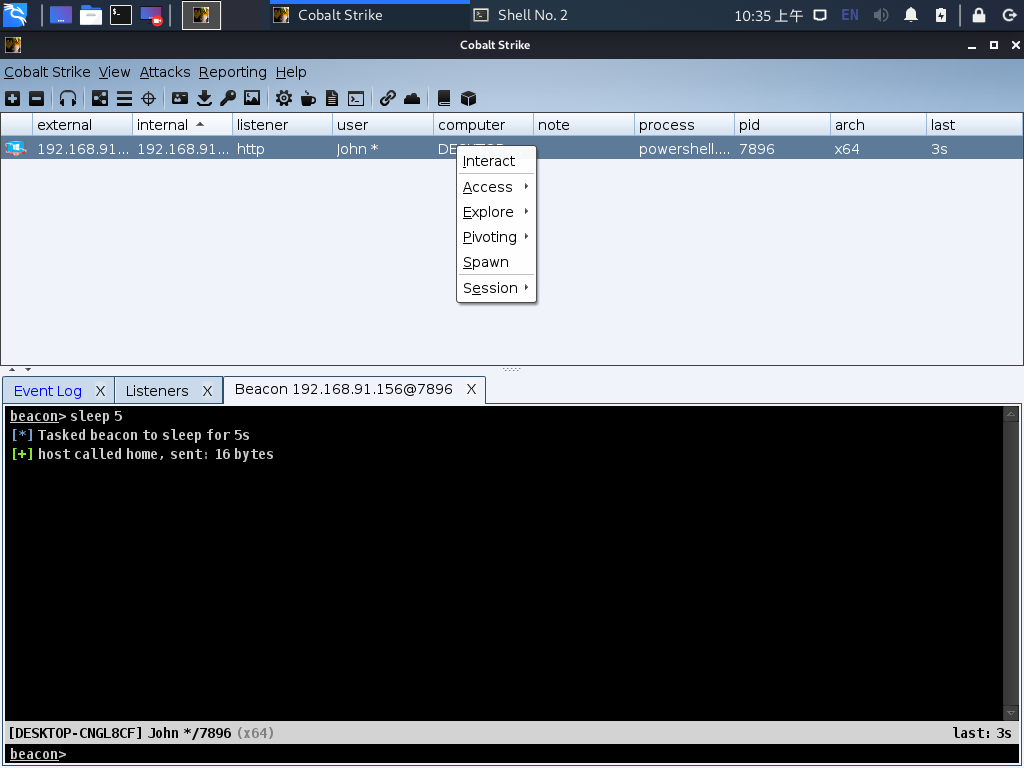 Cobalt Strike
Shell No. 2
10:35 上午
EN
Cobalt Strike
Cobalt Strike View Attacks Reporting Help
external internal listener user computer note process pid arch last
192.168.91... 192.168.91... http John * powershell.... 7896 x64 3s
Interact
Access
Explore
Pivoting
Spawn
Session
Event Log X Listeners X Beacon 192.168.91.156@7896 X
beacon> sleep 5
[*] Tasked beacon to sleep for 5s
[+] host called home, sent: 16 bytes
[DESKTOP-CNGL8CF] John */7896 (x64) last: 3s
beacon>